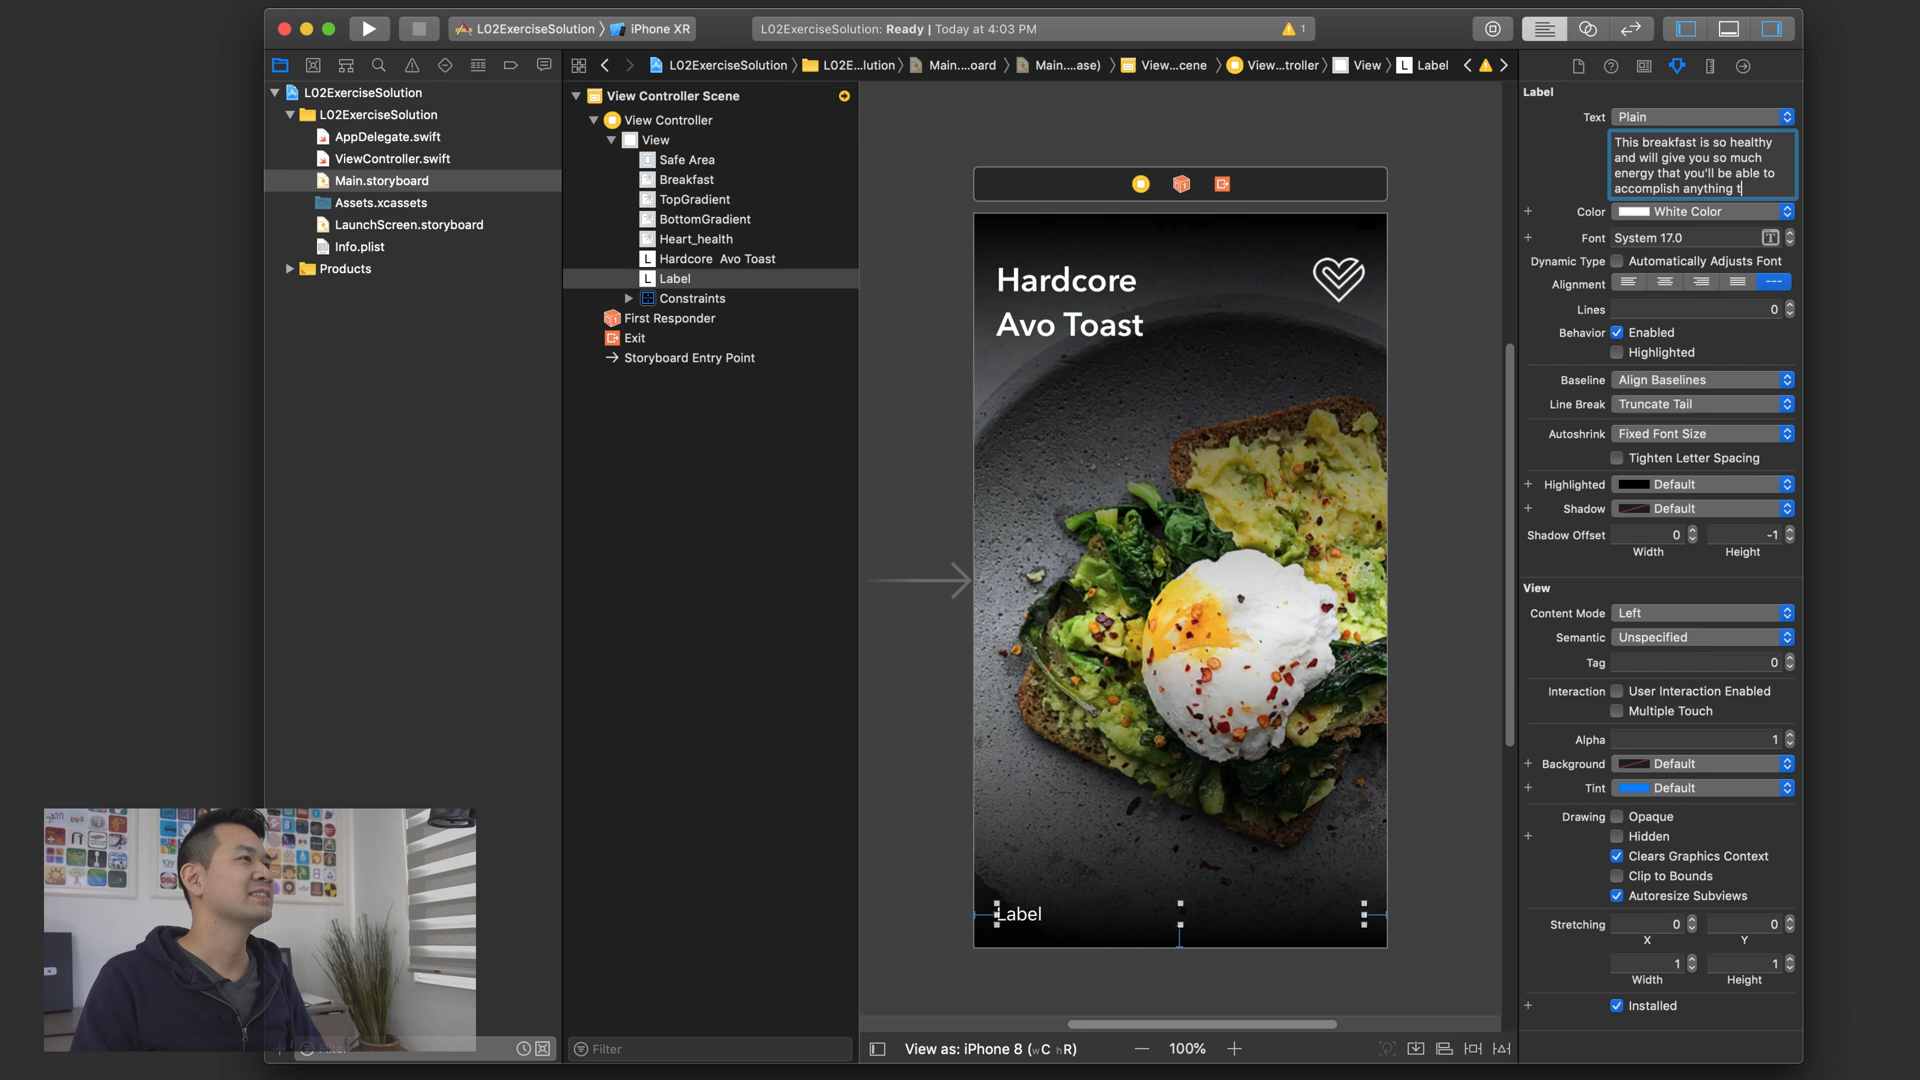 L02ExerciseSolution
iPhone XR
L02ExerciseSolution: Ready | Today at 4:03 PM
1
L02ExerciseSolution
L02E...lution
Main....oard
Main....ase)
View...cene
View...troller
View
L
Label
L02ExerciseSolution
L02ExerciseSolution
AppDelegate.swift
ViewController.swift
Main.storyboard
Assets.xcassets
LaunchScreen.storyboard
Info.plist
Products
View Controller Scene
View Controller
View
Safe Area
Breakfast
TopGradient
BottomGradient
Heart_health
L Hardcore Avo Toast
L Label
Constraints
First Responder
Exit
Storyboard Entry Point
Hardcore
Avo Toast
Label
Filter
Filter
View as: iPhone 8 (wC hR)
100%
Label
Text Plain
This breakfast is so healthy
and will give you so much
energy that you'll be able to
accomplish anything t
Color White Color
Font System 17.0
Dynamic Type Automatically Adjusts Font
Alignment
Lines 0
Behavior Enabled
Highlighted
Baseline Align Baselines
Line Break Truncate Tail
Autoshrink Fixed Font Size
Tighten Letter Spacing
Highlighted Default
Shadow Default
Shadow Offset 0 -1
Width Height
View
Content Mode Left
Semantic Unspecified
Tag 0
Interaction User Interaction Enabled
Multiple Touch
Alpha 1
Background Default
Tint Default
Drawing Opaque
Hidden
Clears Graphics Context
Clip to Bounds
Autoresize Subviews
Stretching 0 0
X Y
1 1
Width Height
Installed